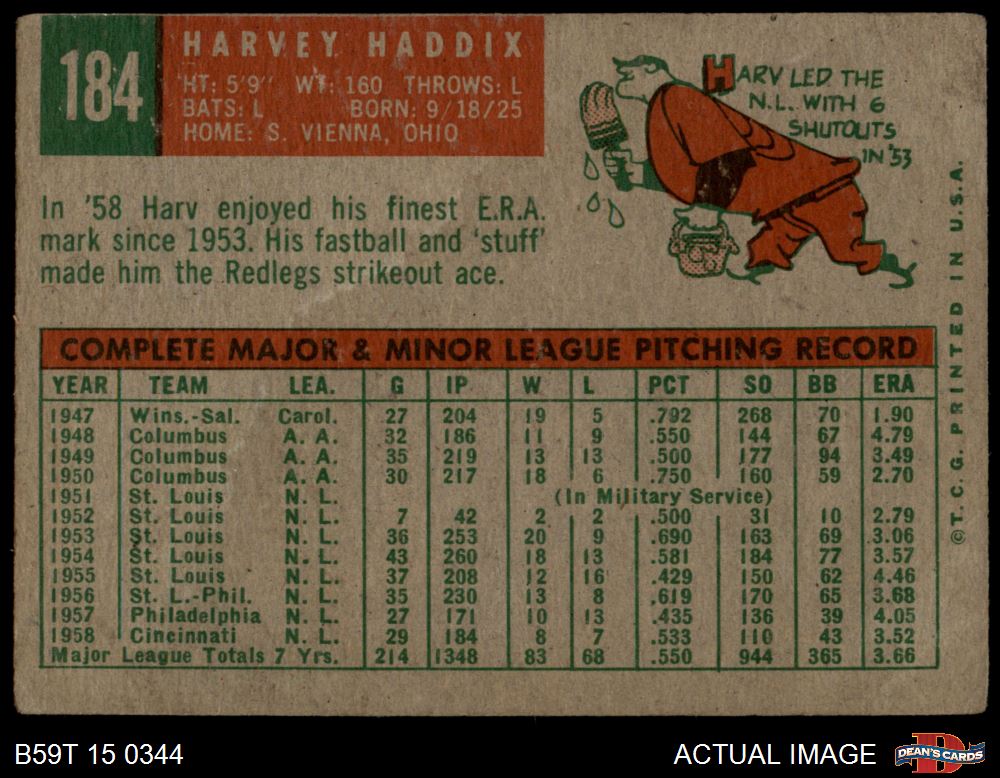 184
HARVEY HADDIX
HT: 5'9" WT: 160 THROWS: L
BATS: L BORN: 9/18/25
HOME: S. VIENNA, OHIO
HARV LED THE
N.L. WITH 6
SHUTOUTS
IN '53
In '58 Harv enjoyed his finest E.R.A.
mark since 1953. His fastball and 'stuff'
made him the Redlegs strikeout ace.
COMPLETE MAJOR & MINOR LEAGUE PITCHING RECORD
YEAR TEAM LEA. G IP W L PCT SO BB ERA
1947 Wins.-Sal. Carol. 27 204 19 5 .792 268 70 1.90
1948 Columbus A. A. 32 186 11 9 .550 144 67 4.79
1949 Columbus A. A. 35 219 13 13 .500 177 94 3.49
1950 Columbus A. A. 30 217 18 6 .750 160 59 2.70
1951 St. Louis N. L. (In Military Service)
1952 St. Louis N. L. 7 42 2 2 .500 31 10 2.79
1953 St. Louis N. L. 36 253 20 9 .690 163 69 3.06
1954 St. Louis N. L. 43 260 18 13 .581 184 77 3.57
1955 St. Louis N. L. 37 208 12 16 .429 150 62 4.46
1956 St. L.-Phil. N. L. 35 230 13 8 .619 170 65 3.68
1957 Philadelphia N. L. 27 171 10 13 .435 136 39 4.05
1958 Cincinnati N. L. 29 184 8 7 .533 110 43 3.52
Major League Totals 7 Yrs. 214 1348 83 68 .550 944 365 3.66
© T. C. G. PRINTED IN U.S.A.
B59T 15 0344
ACTUAL IMAGE
DEAN'S CARDS